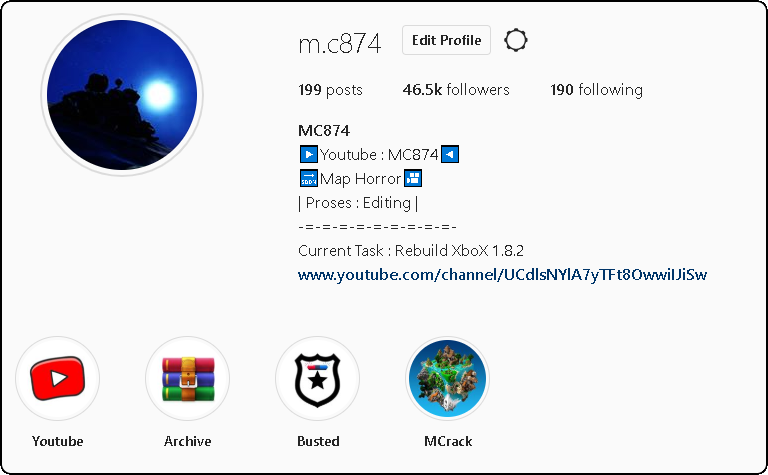 m.c874 Edit Profile
199 posts 46.5k followers 190 following
MC874
Youtube : MC874
SOON Map Horror
| Proses : Editing |
-=-=-=-=-=-=-=-=-=-
Current Task : Rebuild XboX 1.8.2
www.youtube.com/channel/UCdlsNYlA7yTFt8OwwiIJiSw
Youtube Archive Busted MCrack